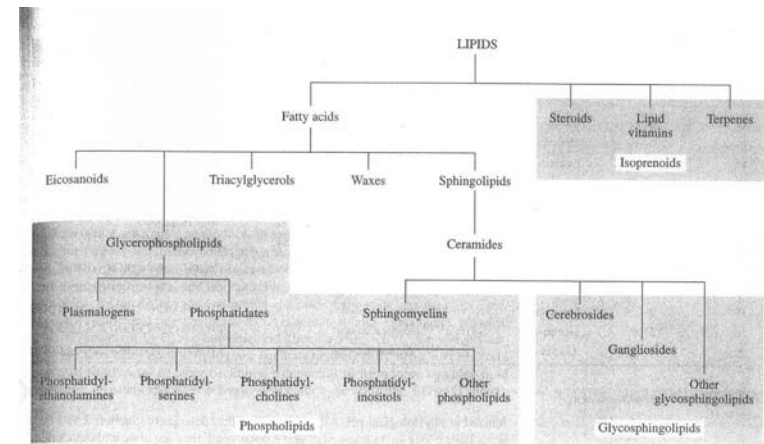 LIPIDS
Fatty acids
Steroids
Lipid
vitamins
Terpenes
Isoprenoids
Eicosanoids
Triacylglycerols
Waxes
Sphingolipids
Glycerophospholipids
Ceramides
Plasmalogens
Phosphatidates
Sphingomyelins
Cerebrosides
Gangliosides
Phosphatidyl-
ethanolamines
Phosphatidyl-
serines
Phosphatidyl-
cholines
Phosphatidyl-
inositols
Other
phospholipids
Other
glycosphingolipids
Phospholipids
Glycosphingolipids